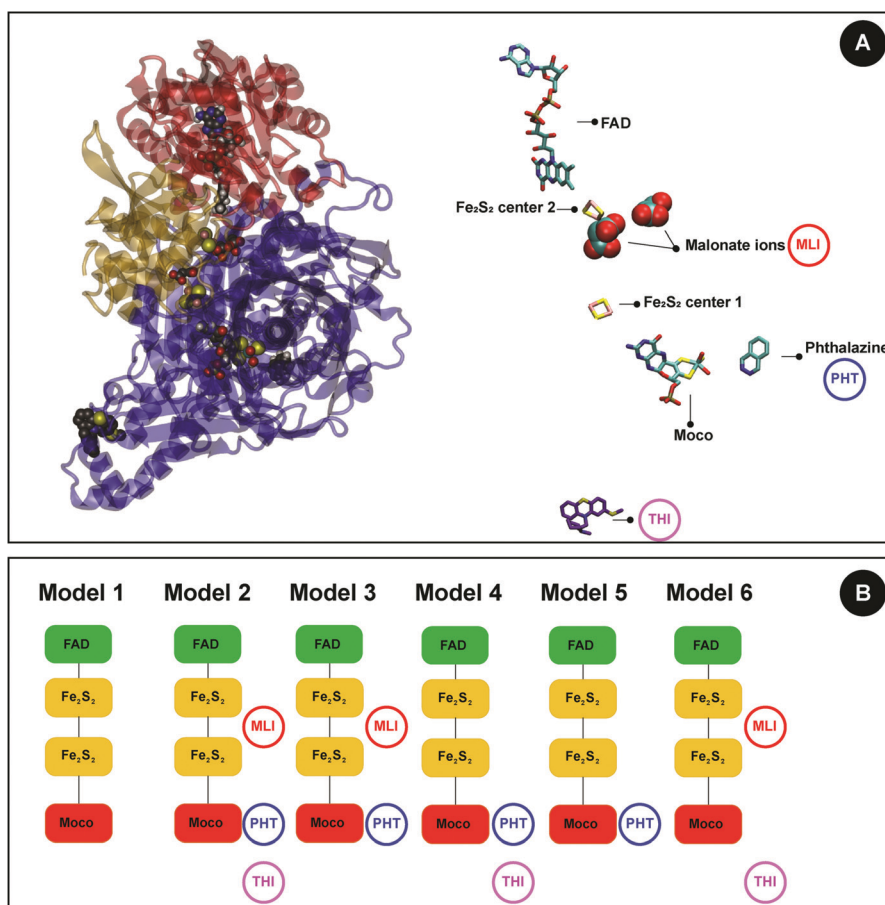 A
FAD
Fe₂S₂ center 2
Malonate ions MLI
Fe₂S₂ center 1
Phthalazine
PHT
Moco
THI
B
Model 1 Model 2 Model 3 Model 4 Model 5 Model 6
FAD FAD FAD FAD FAD FAD
Fe₂S₂ Fe₂S₂ Fe₂S₂ Fe₂S₂ Fe₂S₂ Fe₂S₂
MLI MLI MLI
Fe₂S₂ Fe₂S₂ Fe₂S₂ Fe₂S₂ Fe₂S₂ Fe₂S₂
Moco Moco PHT Moco PHT Moco PHT Moco PHT Moco
THI THI THI